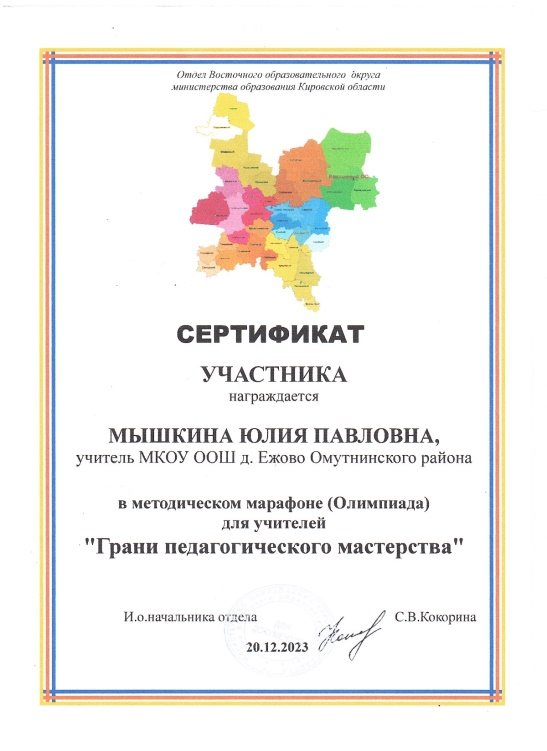 Отдел Восточного образовательного округа
министерства образования Кировской области
СЕРТИФИКАТ
УЧАСТНИКА
награждается
МЫШКИНА ЮЛИЯ ПАВЛОВНА,
учитель МКОУ ООШ д. Ежово Омутнинского района
в методическом марафоне (Олимпиада)
для учителей
"Грани педагогического мастерства"
И.о.начальника отдела С.В.Кокорина
20.12.2023